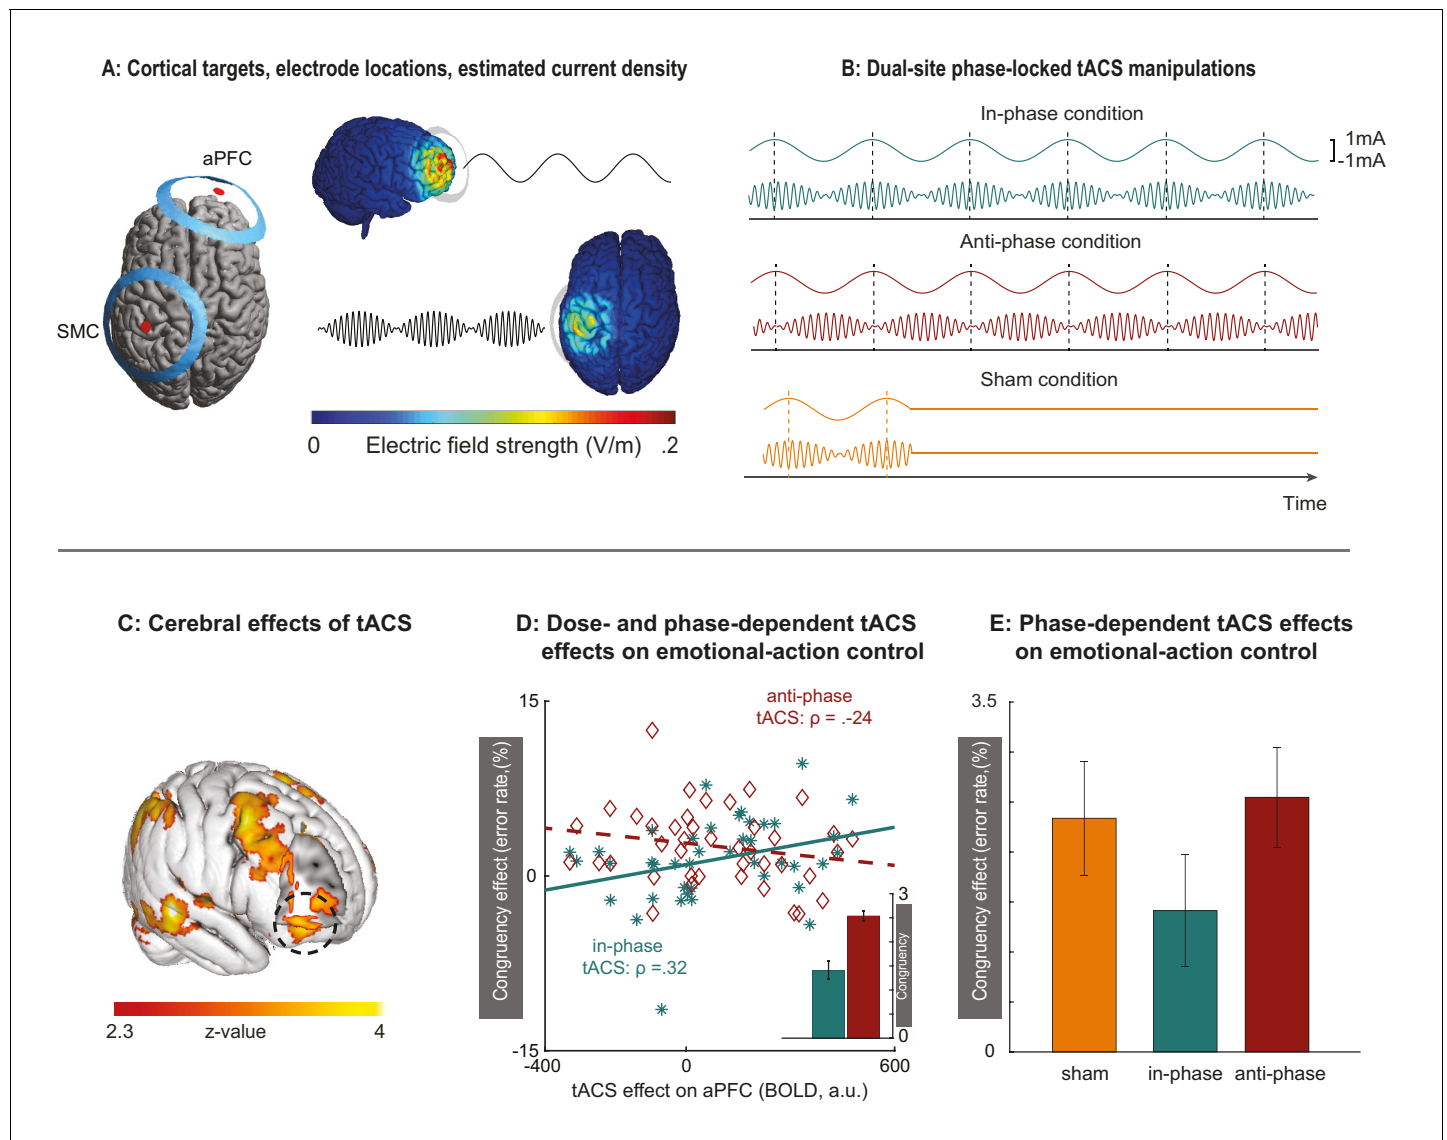 A: Cortical targets, electrode locations, estimated current density
aPFC
SMC
0 Electric field strength (V/m) .2
B: Dual-site phase-locked tACS manipulations
In-phase condition
1mA
-1mA
Anti-phase condition
Sham condition
Time
C: Cerebral effects of tACS
2.3 z-value 4
D: Dose- and phase-dependent tACS
effects on emotional-action control
Congruency effect (error rate,(%)
15
0
-15
anti-phase
tACS: ρ = .-24
in-phase
tACS: ρ =.32
3
Congruency
0
-400 0 600
tACS effect on aPFC (BOLD, a.u.)
E: Phase-dependent tACS effects
on emotional-action control
Congruency effect (error rate, (%)
3.5
0
sham in-phase anti-phase